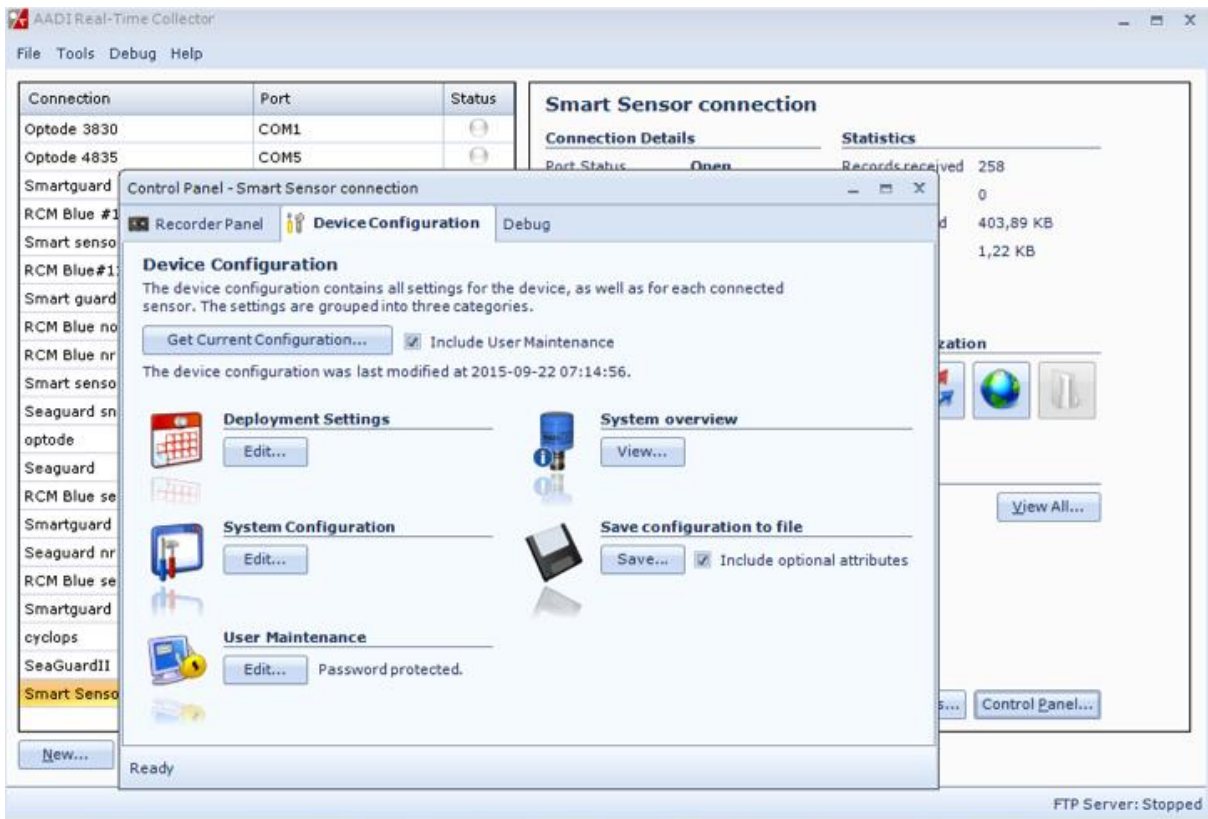 AADI Real-Time Collector
File Tools Debug Help
Connection Port Status
Optode 3830 COM1
Optode 4835 COM5
Smartguard
RCM Blue #1
Smart senso
RCM Blue#1
Smart guard
RCM Blue no
RCM Blue nr
Smart senso
Seaguard sn
optode
Seaguard
RCM Blue se
Smartguard
Seaguard nr
RCM Blue se
Smartguard
cyclops
SeaGuardII
Smart Senso
New...
Smart Sensor connection
Connection Details Statistics
Port Status Open Records received 258
0
d 403,89 KB
1,22 KB
zation
View All...
s... Control Panel...
Control Panel - Smart Sensor connection
Recorder Panel Device Configuration Debug
Device Configuration
The device configuration contains all settings for the device, as well as for each connected
sensor. The settings are grouped into three categories.
Get Current Configuration... Include User Maintenance
The device configuration was last modified at 2015-09-22 07:14:56.
Deployment Settings System overview
Edit... View...
System Configuration Save configuration to file
Edit... Save... Include optional attributes
User Maintenance
Edit... Password protected.
Ready
FTP Server: Stopped